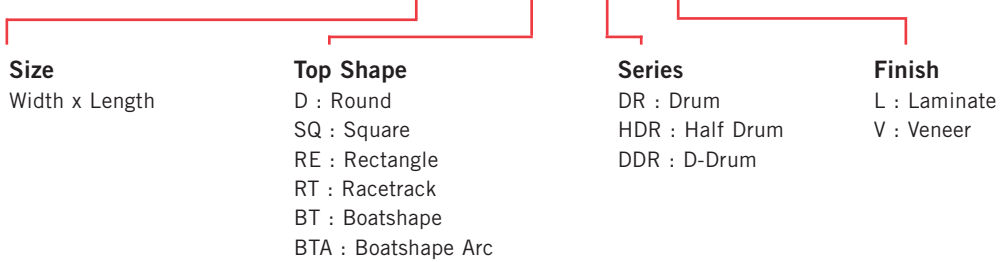 Size
Width x Length
Top Shape
D : Round
SQ : Square
RE : Rectangle
RT : Racetrack
BT : Boatshape
BTA : Boatshape Arc
Series
DR : Drum
HDR : Half Drum
DDR : D-Drum
Finish
L : Laminate
V : Veneer